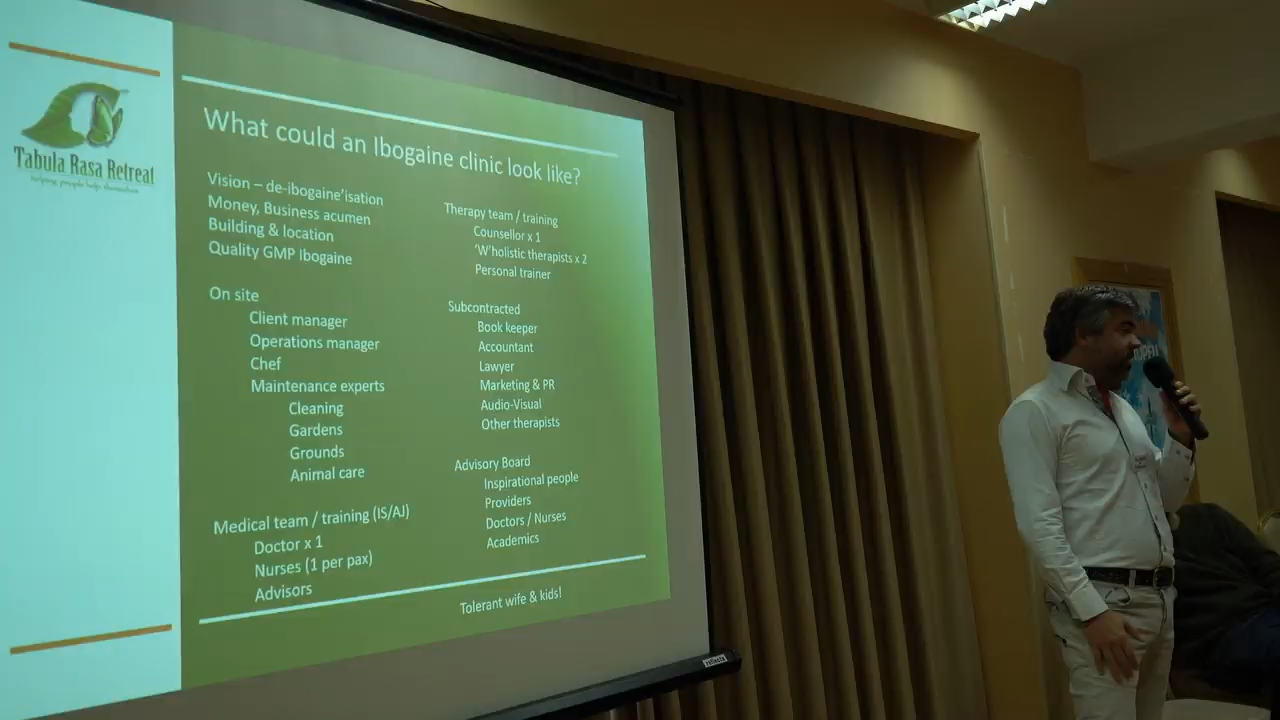 Tabula Rasa Retreat
helping people help themselves
What could an Ibogaine clinic look like?
Vision – de-ibogaine'isation
Money, Business acumen
Building & location
Quality GMP Ibogaine
On site
Client manager
Operations manager
Chef
Maintenance experts
Cleaning
Gardens
Grounds
Animal care
Medical team / training (IS/AJ)
Doctor x 1
Nurses (1 per pax)
Advisors
Therapy team / training
Counsellor x 1
'W'holistic therapists x 2
Personal trainer
Subcontracted
Book keeper
Accountant
Lawyer
Marketing & PR
Audio-Visual
Other therapists
Advisory Board
Inspirational people
Providers
Doctors / Nurses
Academics
Tolerant wife & kids!